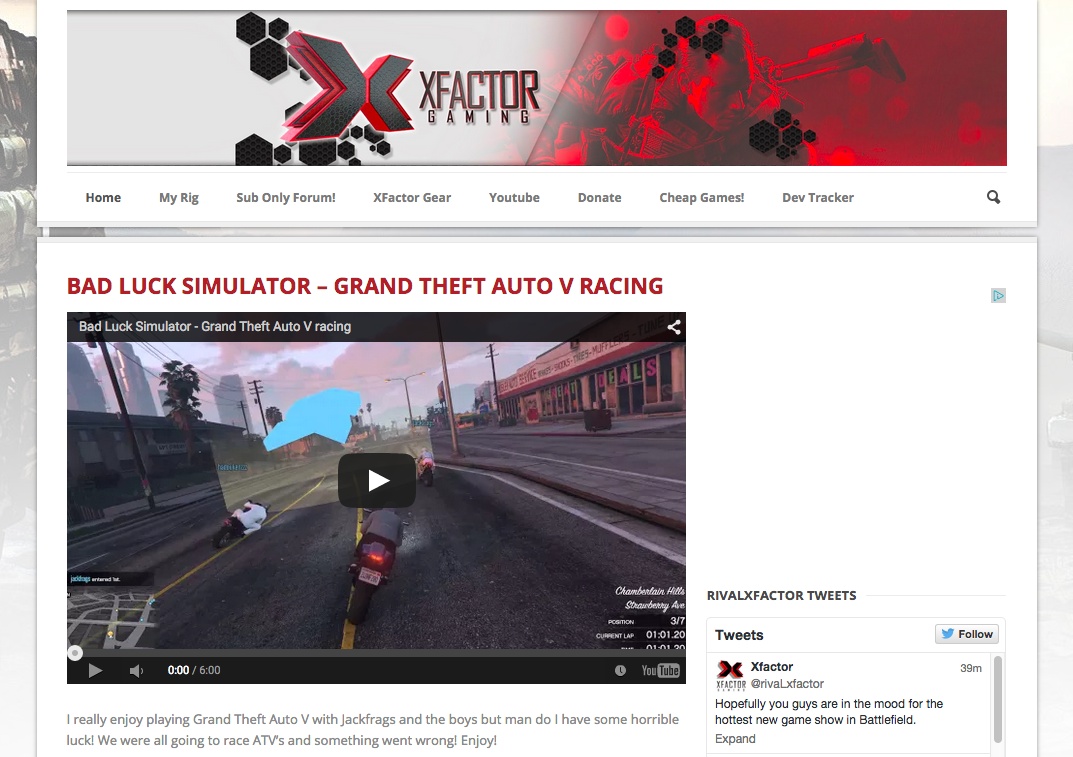 XFACTOR
GAMING
Home My Rig Sub Only Forum! XFactor Gear Youtube Donate Cheap Games! Dev Tracker
BAD LUCK SIMULATOR – GRAND THEFT AUTO V RACING
Bad Luck Simulator - Grand Theft Auto V racing
DEALS
jackfrags entered 1st.
Chamberlain Hills
Strawberry Ave
POSITION 3/7
CURRENT LAP 01:01.20
01:01.20
0:00 / 6:00
YouTube
I really enjoy playing Grand Theft Auto V with Jackfrags and the boys but man do I have some horrible
luck! We were all going to race ATV's and something went wrong! Enjoy!
RIVALXFACTOR TWEETS
Tweets Follow
XFACTOR
GAMING
Xfactor 39m
@rivaLxfactor
Hopefully you guys are in the mood for the
hottest new game show in Battlefield.
Expand